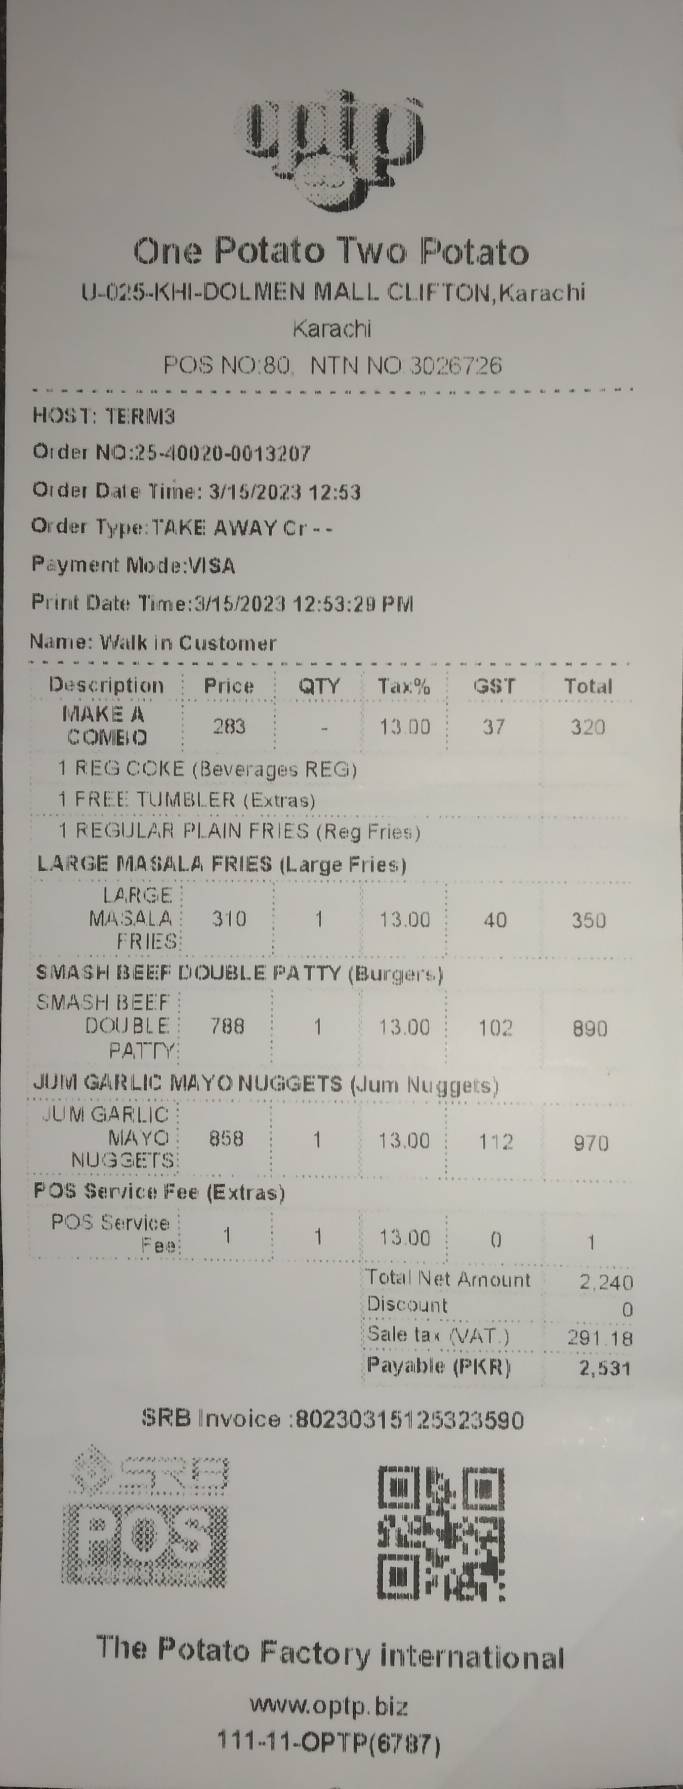 optp
One Potato Two Potato
U-025-KHI-DOLMEN MALL CLIFTON,Karachi
Karachi
POS NO:80, NTN NO 3026726
HOST: TERM3
Order NO:25-40020-0013207
Order Date Time: 3/15/2023 12:53
Order Type:TAKE AWAY Cr - -
Payment Mode:VISA
Print Date Time:3/15/2023 12:53:29 PM
Name: Walk in Customer
Description Price QTY Tax% GST Total
MAKE A COMBO 283 - 13.00 37 320
1 REG COKE (Beverages REG)
1 FREE TUMBLER (Extras)
1 REGULAR PLAIN FRIES (Reg Fries)
LARGE MASALA FRIES (Large Fries)
LARGE
MASALA 310 1 13.00 40 350
FRIES
SMASH BEEF DOUBLE PATTY (Burgers)
SMASH BEEF
DOUBLE 788 1 13.00 102 890
PATTY
JUM GARLIC MAYO NUGGETS (Jum Nuggets)
JUM GARLIC
MAYO 858 1 13.00 112 970
NUGGETS
POS Service Fee (Extras)
POS Service
Fee 1 1 13.00 0 1
Total Net Amount 2,240
Discount 0
Sale tax (VAT.) 291.18
Payable (PKR) 2,531
SRB Invoice :80230315125323590
SRB
POS
The Potato Factory international
www.optp.biz
111-11-OPTP(6787)